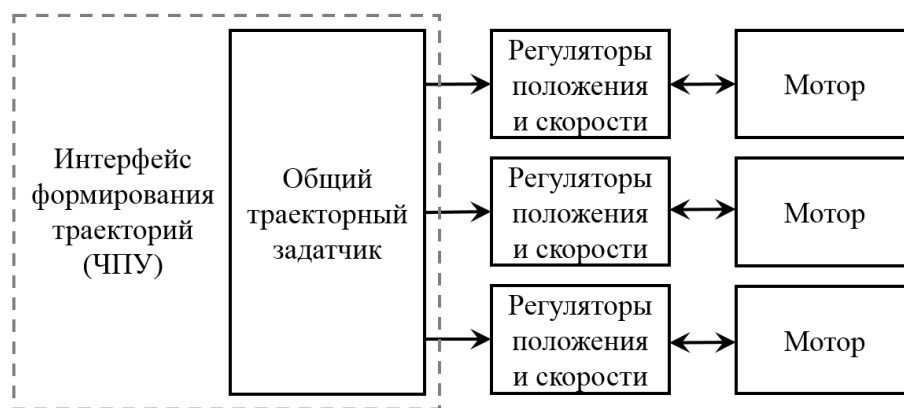 Интерфейс
формирования
траекторий
(ЧПУ)
Общий
траекторный
задатчик
Регуляторы
положения
и скорости
Мотор
Регуляторы
положения
и скорости
Мотор
Регуляторы
положения
и скорости
Мотор